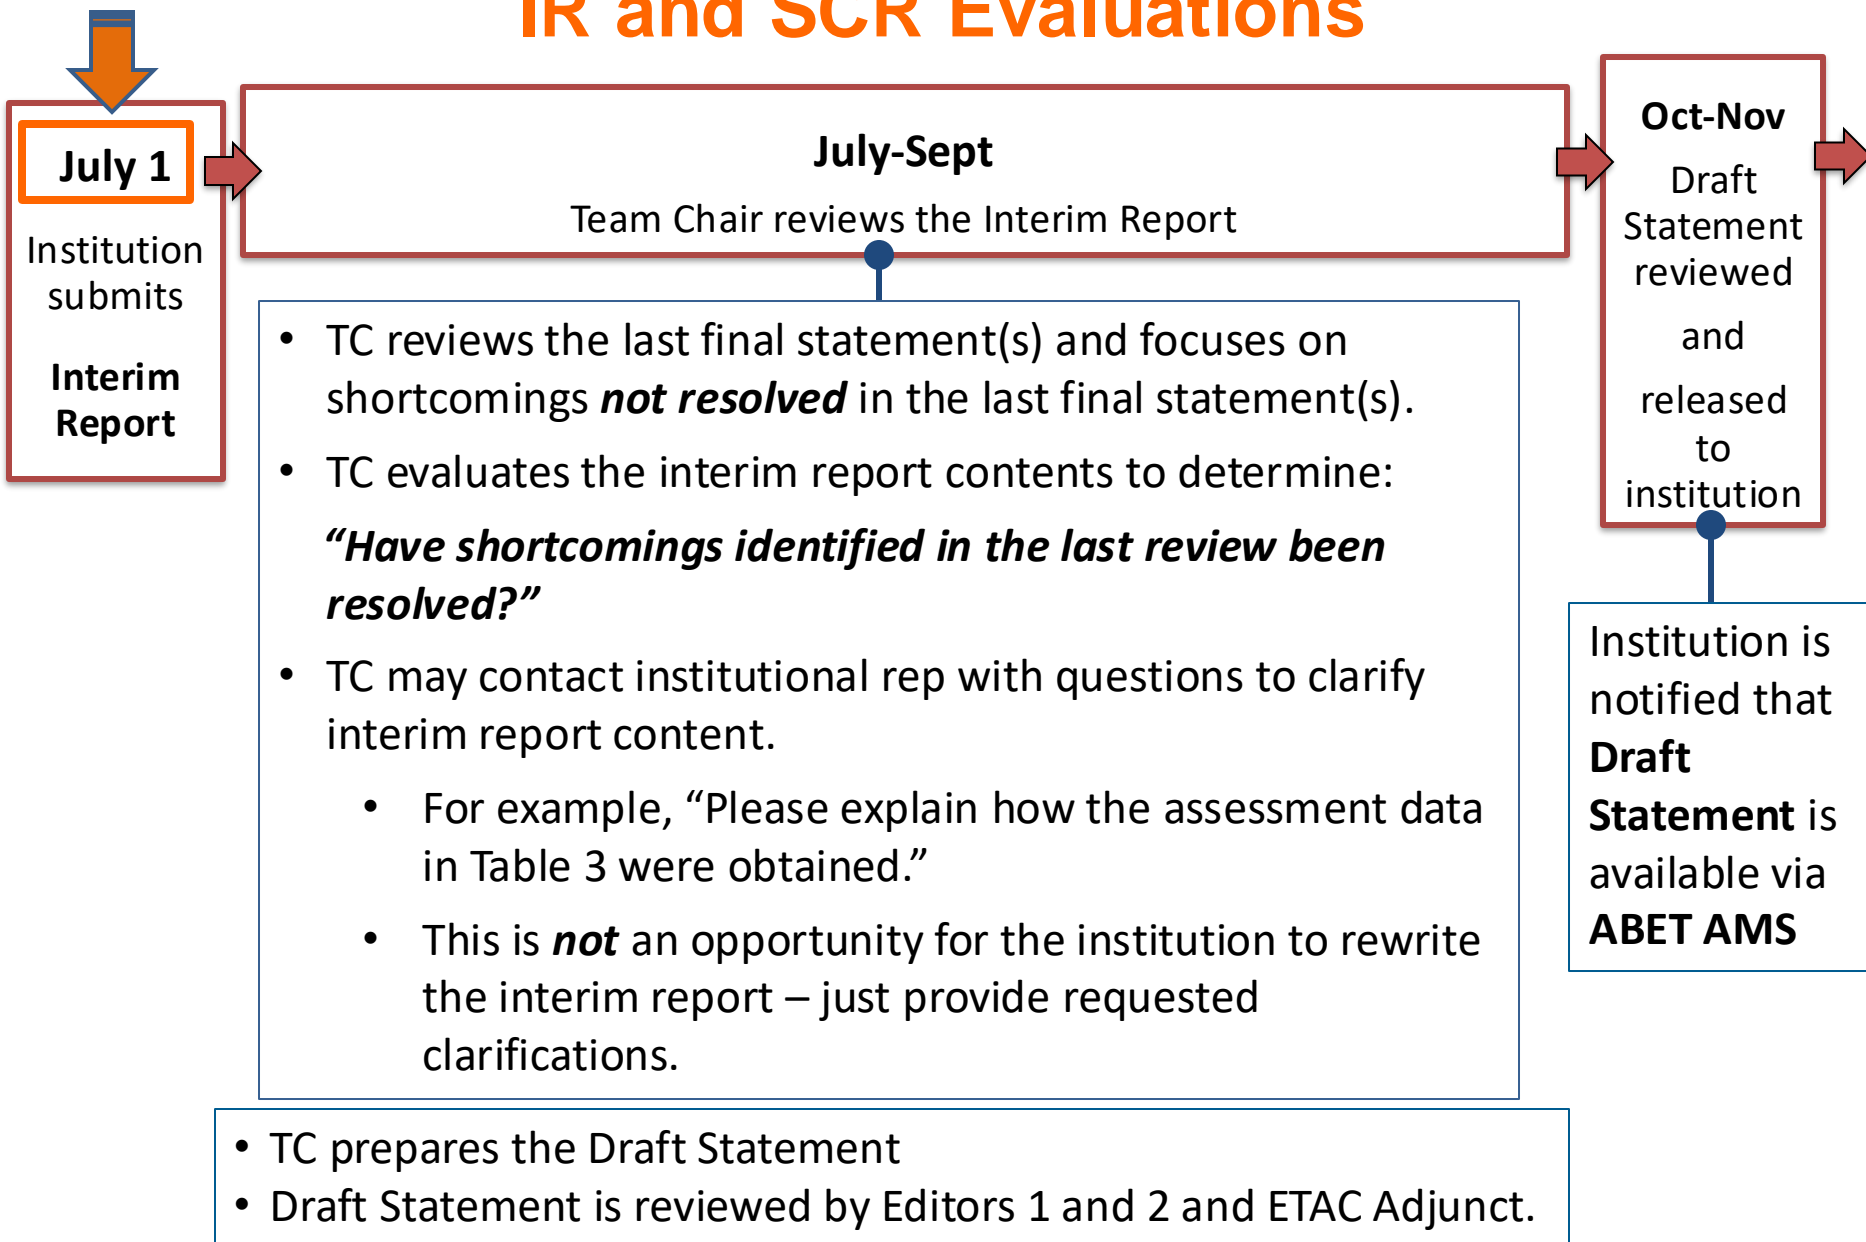 IR and SCR Evaluations
July 1
Institution
submits
Interim
Report
July-Sept
Team Chair reviews the Interim Report
• TC reviews the last final statement(s) and focuses on
shortcomings not resolved in the last final statement(s).
• TC evaluates the interim report contents to determine:
“Have shortcomings identified in the last review been
resolved?”
• TC may contact institutional rep with questions to clarify
interim report content.
• For example, “Please explain how the assessment data
in Table 3 were obtained.”
• This is not an opportunity for the institution to rewrite
the interim report – just provide requested
clarifications.
• TC prepares the Draft Statement
• Draft Statement is reviewed by Editors 1 and 2 and ETAC Adjunct.
Oct-Nov
Draft
Statement
reviewed
and
released
to
institution
Institution is
notified that
Draft
Statement is
available via
ABET AMS